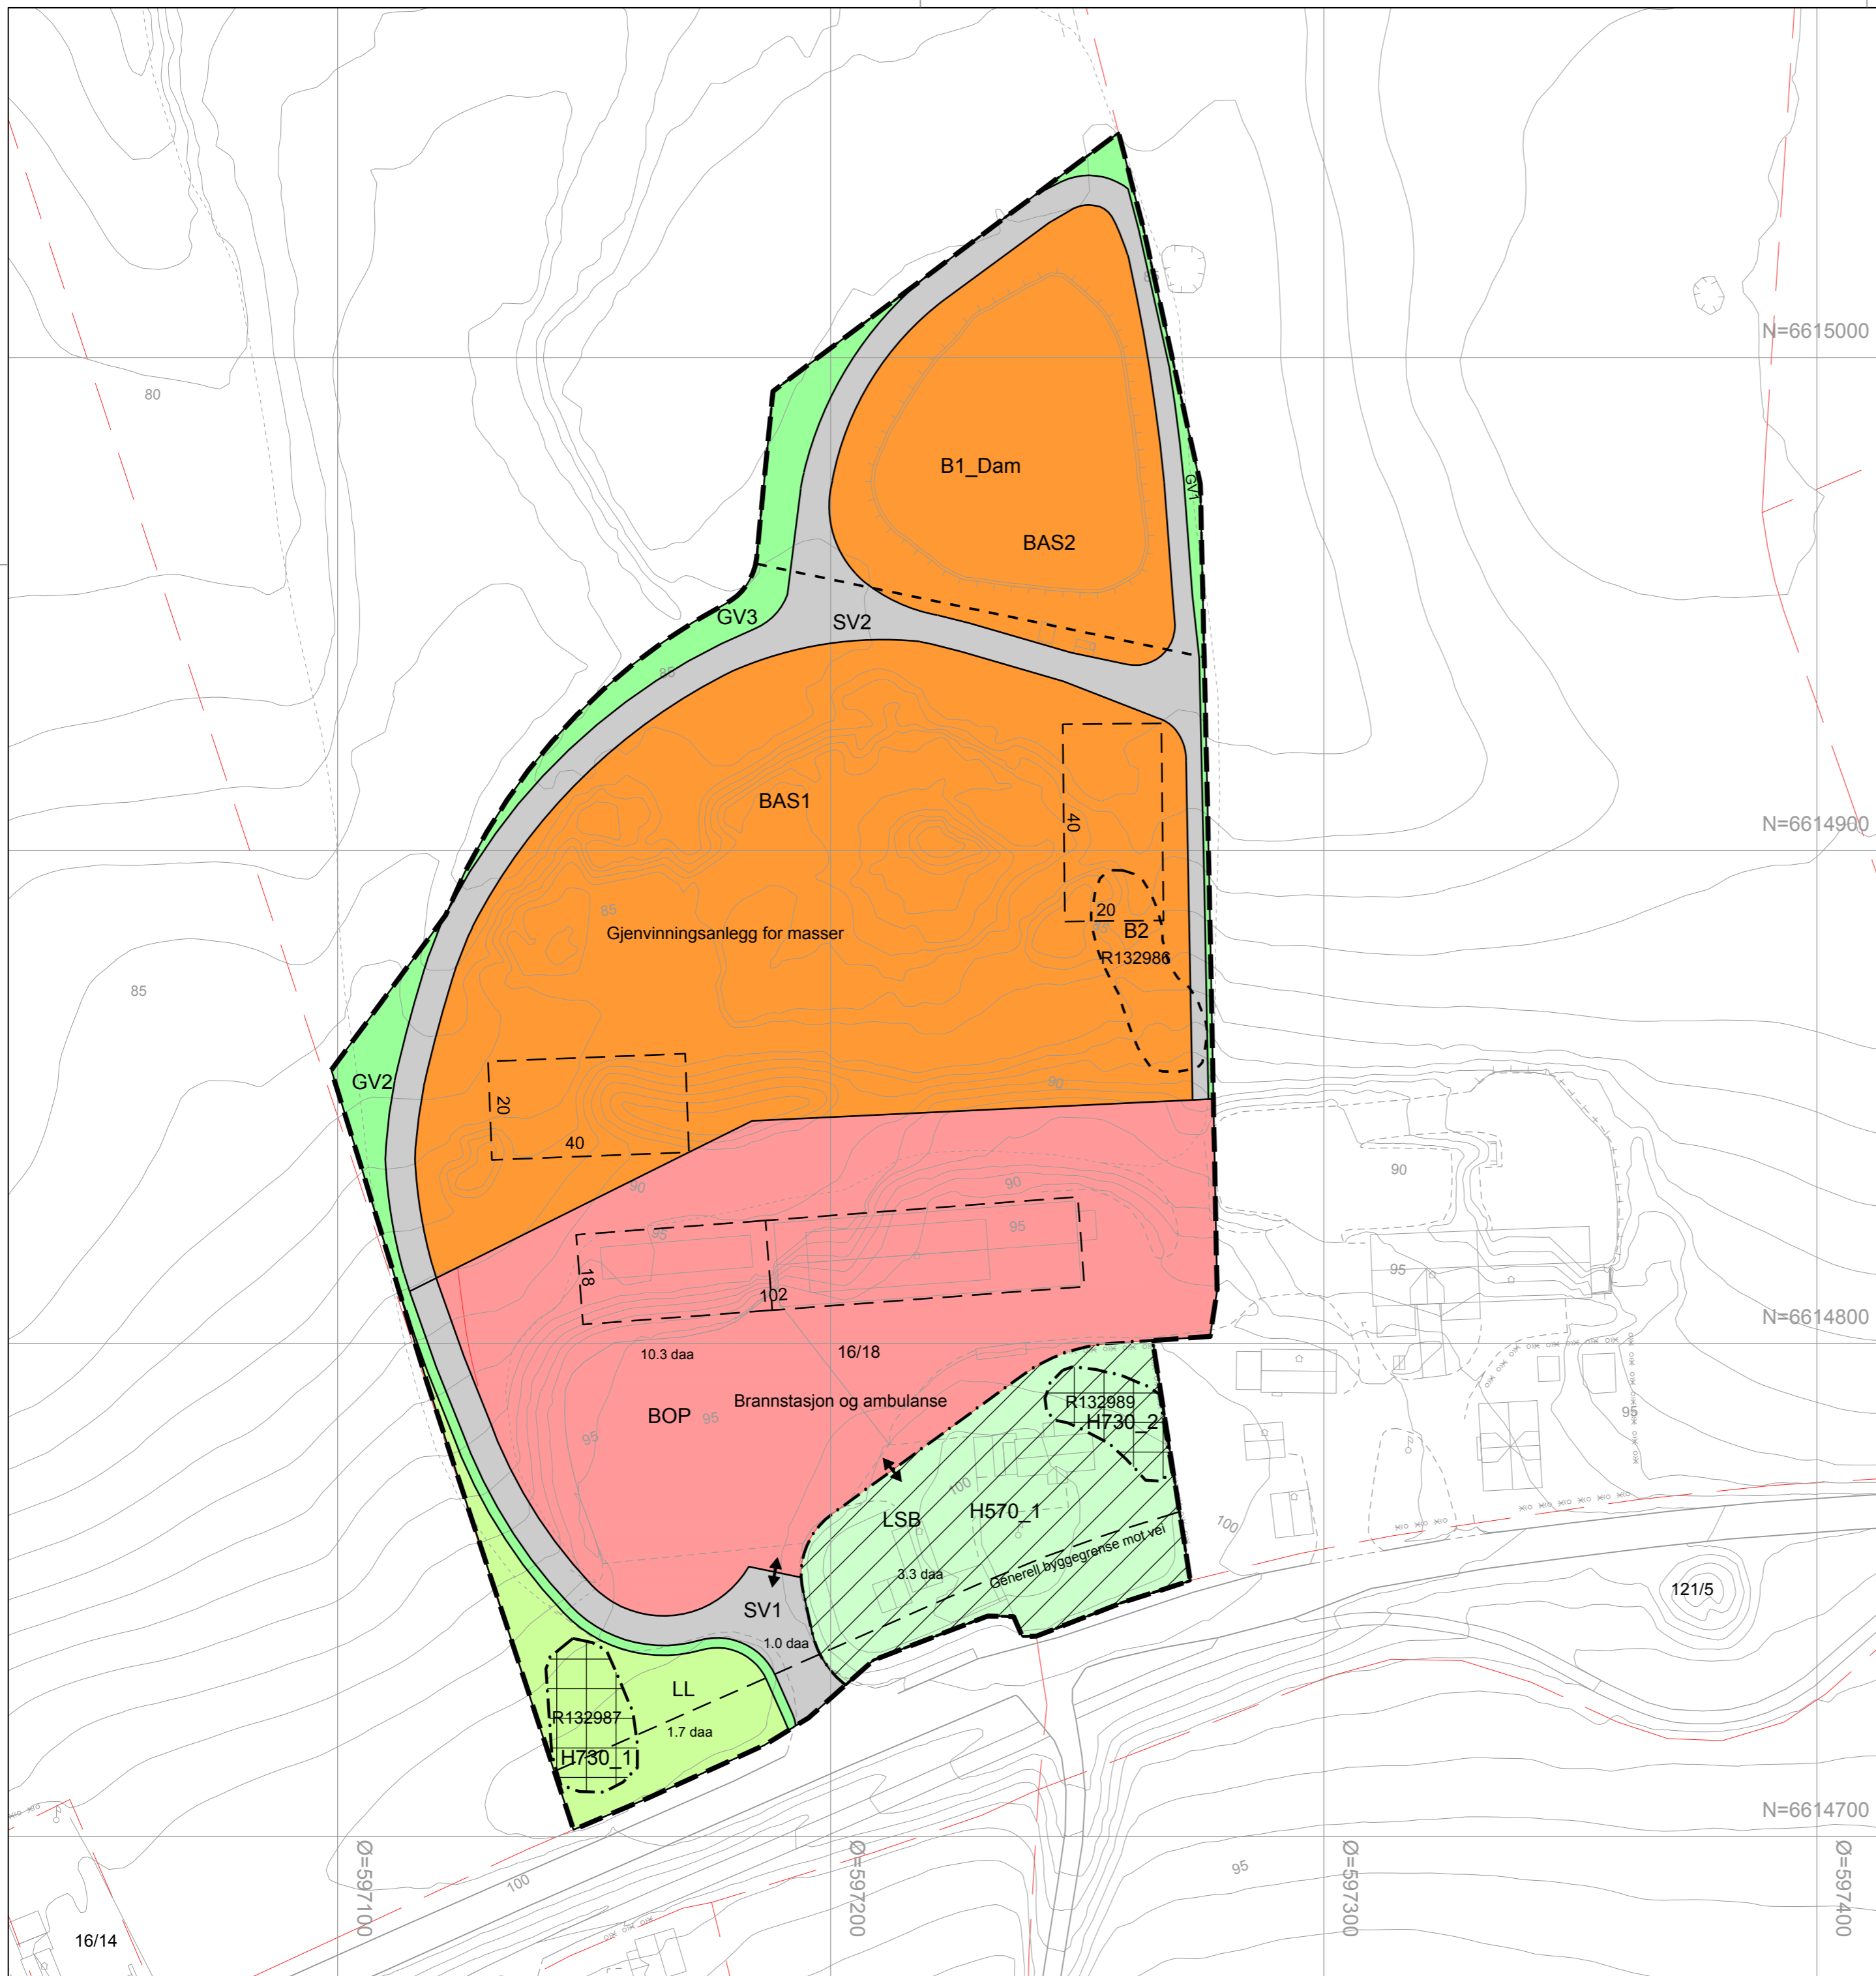 85
N=6615000
80
B1_Dam
GV1
BAS2
GV3
SV2
85
BAS1
40
N=6614900
85
20
B2
Gjenvinningsanlegg for masser
85
R132986
85
GV2
90
20
40
90
90
90
95
95
95
18
102
N=6614800
10.3 daa
16/18
Brannstasjon og ambulanse
R132989
BOP
95
H730_2
95
95
100
LSB
H570_1
100
Generell byggegrense mot vei
3.3 daa
121/5
SV1
1.0 daa
LL
R132987
1.7 daa
H730_1
N=6614700
Ø=597100
Ø=597200
Ø=597300
Ø=597400
95
100
16/14